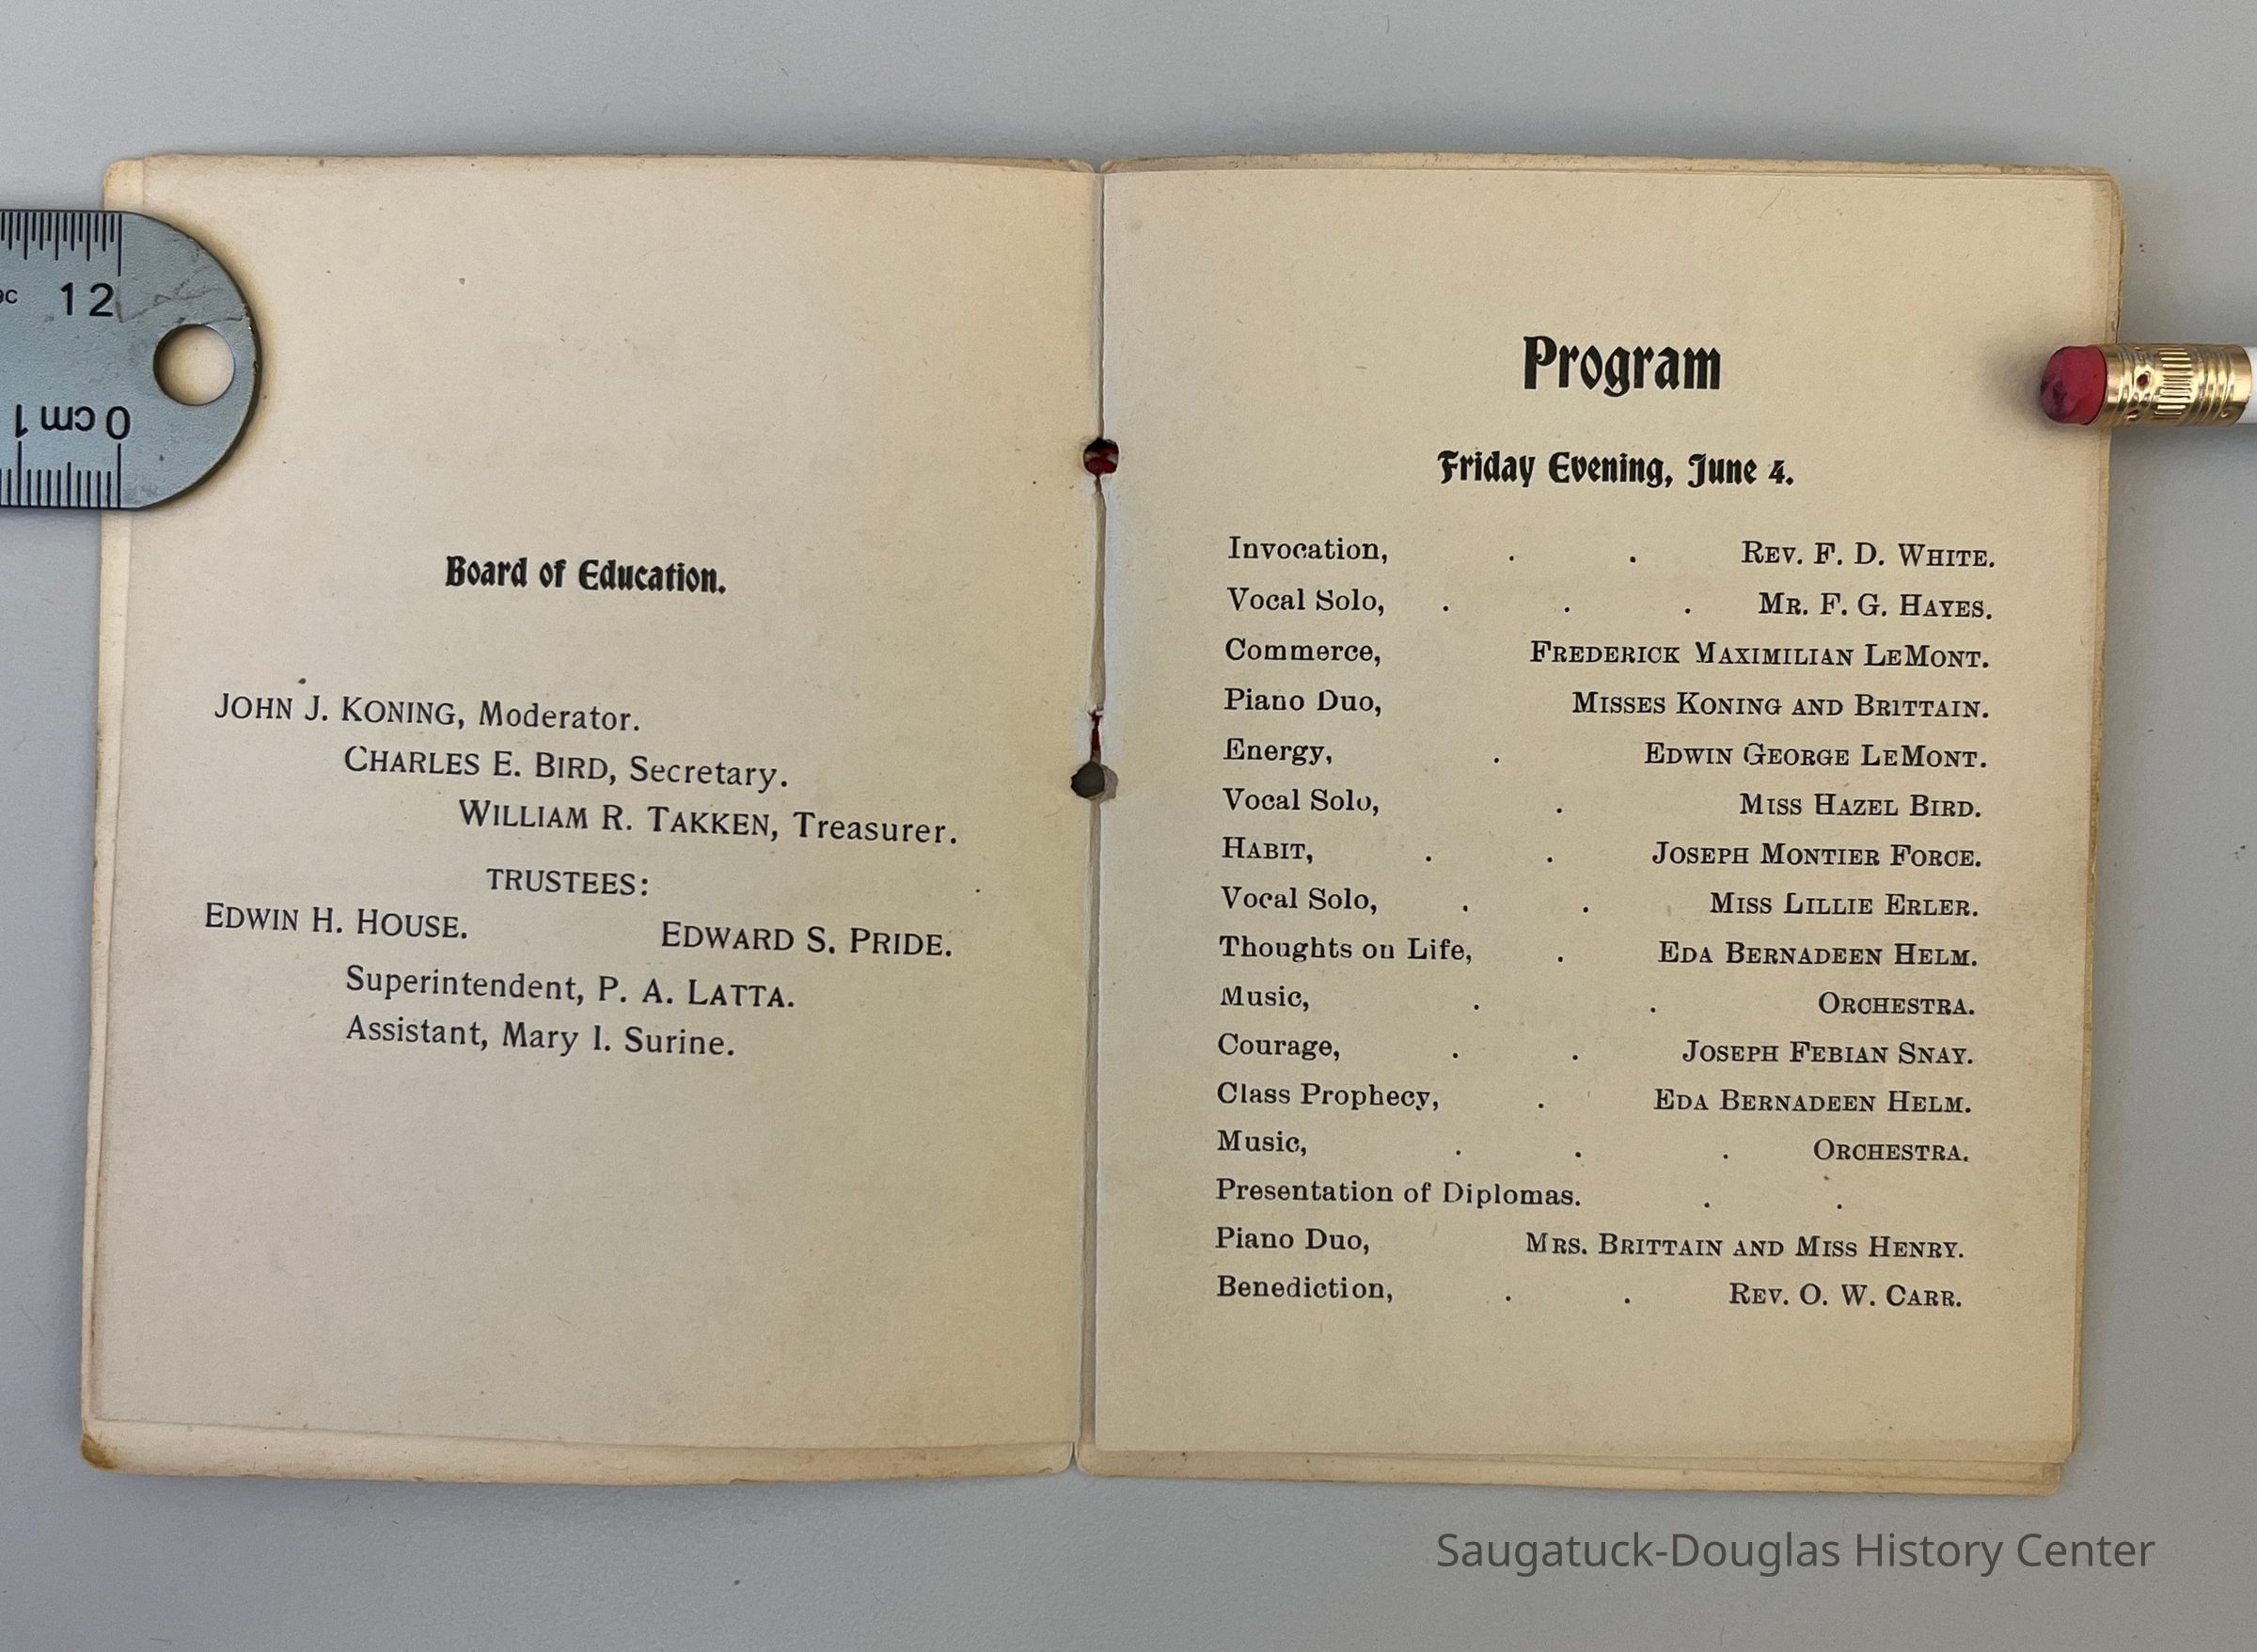 12
0 cm 1
Board of Education.
JOHN J. KONING, Moderator.
CHARLES E. BIRD, Secretary.
WILLIAM R. TAKKEN, Treasurer.
TRUSTEES:
EDWIN H. HOUSE. EDWARD S. PRIDE.
Superintendent, P. A. LATTA.
Assistant, Mary I. Surine.
Program
Friday Evening, June 4.
Invocation, . . REV. F. D. WHITE.
Vocal Solo, . . . MR. F. G. HAYES.
Commerce, FREDERICK MAXIMILIAN LEMONT.
Piano Duo, MISSES KONING AND BRITTAIN.
Energy, . EDWIN GEORGE LEMONT.
Vocal Solo, . MISS HAZEL BIRD.
HABIT, . . JOSEPH MONTIER FORCE.
Vocal Solo, . . MISS LILLIE ERLER.
Thoughts on Life, . EDA BERNADEEN HELM.
Music, . . ORCHESTRA.
Courage, . . JOSEPH FEBIAN SNAY.
Class Prophecy, . EDA BERNADEEN HELM.
Music, . . . ORCHESTRA.
Presentation of Diplomas. . .
Piano Duo, MRS. BRITTAIN AND MISS HENRY.
Benediction, . . REV. O. W. CARR.
Saugatuck-Douglas History Center